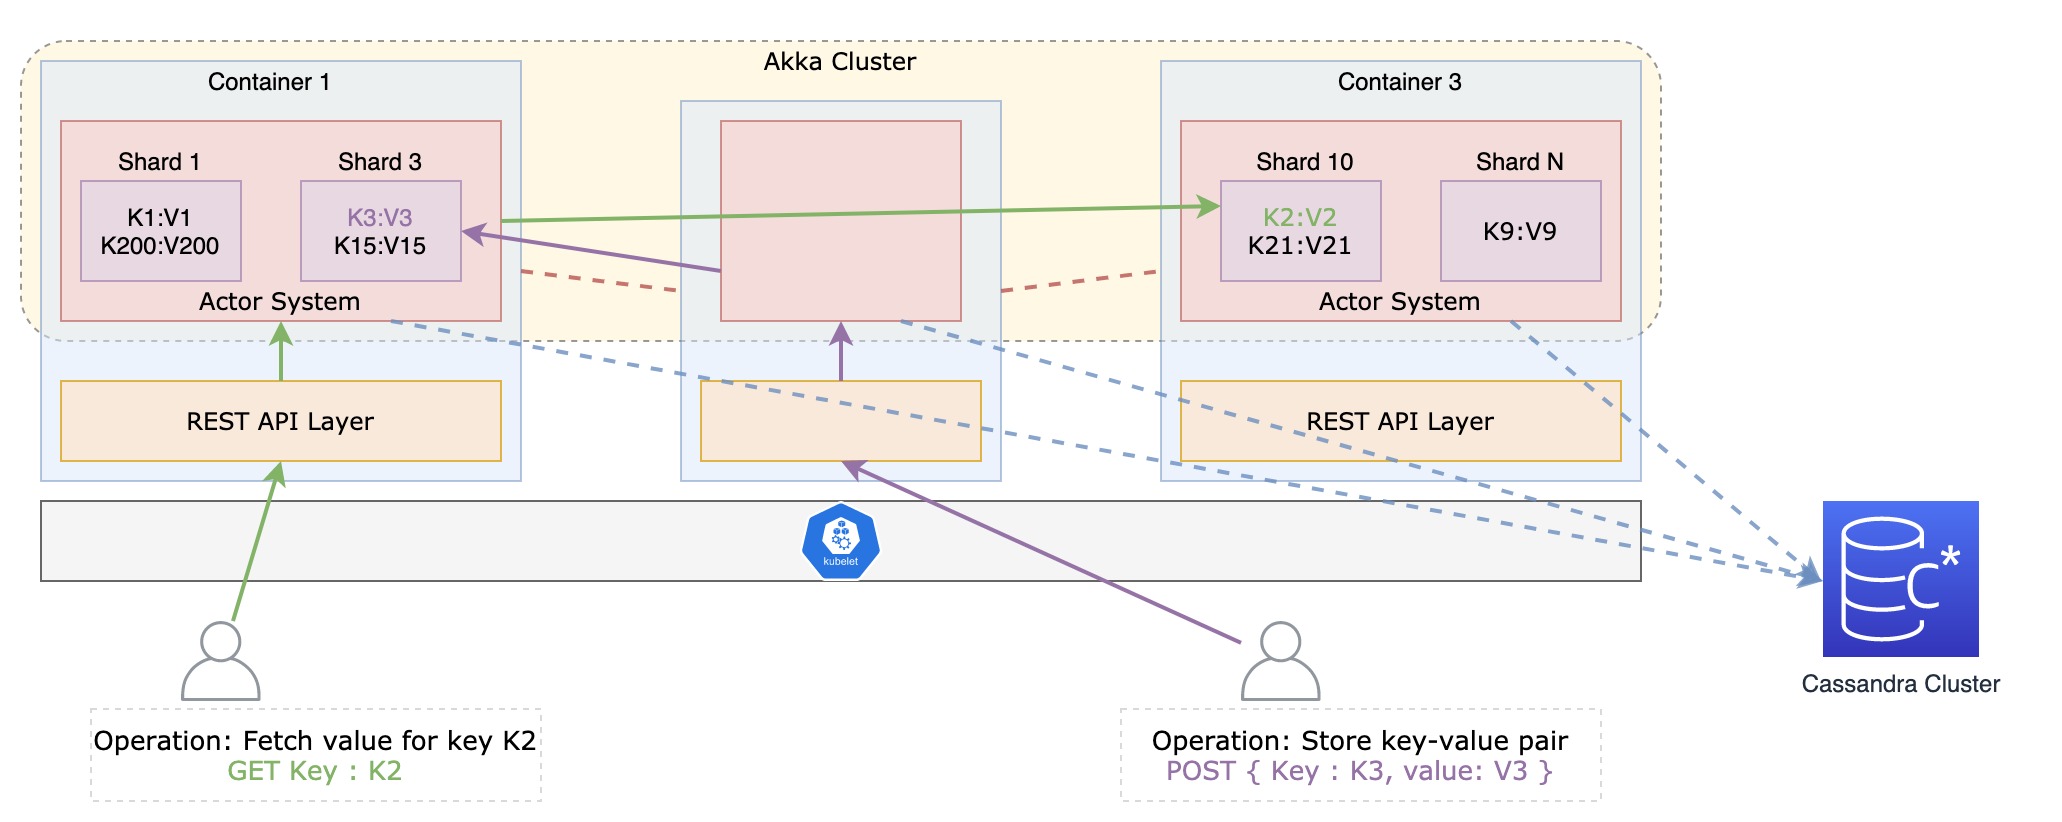 Akka Cluster
Container 1
Shard 1
K1:V1
K200:V200
Shard 3
K3:V3
K15:V15
Actor System
REST API Layer
Container 3
Shard 10
K2:V2
K21:V21
Shard N
K9:V9
Actor System
REST API Layer
kubelet
C*
Cassandra Cluster
Operation: Fetch value for key K2
GET Key : K2
Operation: Store key-value pair
POST { Key : K3, value: V3 }